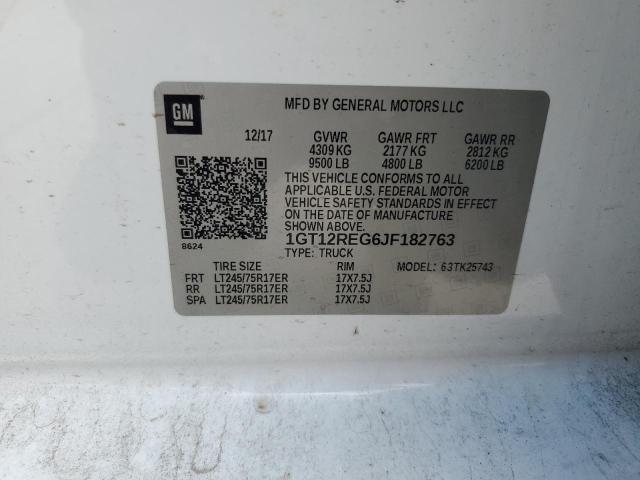 GM
MFD BY GENERAL MOTORS LLC
12/17 GVWR GAWR FRT GAWR RR
4309 KG 2177 KG 2812 KG
9500 LB 4800 LB 6200 LB
THIS VEHICLE CONFORMS TO ALL
APPLICABLE U.S. FEDERAL MOTOR
VEHICLE SAFETY STANDARDS IN EFFECT
ON THE DATE OF MANUFACTURE
SHOWN ABOVE.
8624
1GT12REG6JF182763
TYPE: TRUCK
TIRE SIZE RIM MODEL: 63TK25743
FRT LT245/75R17ER 17X7.5J
RR LT245/75R17ER 17X7.5J
SPA LT245/75R17ER 17X7.5J